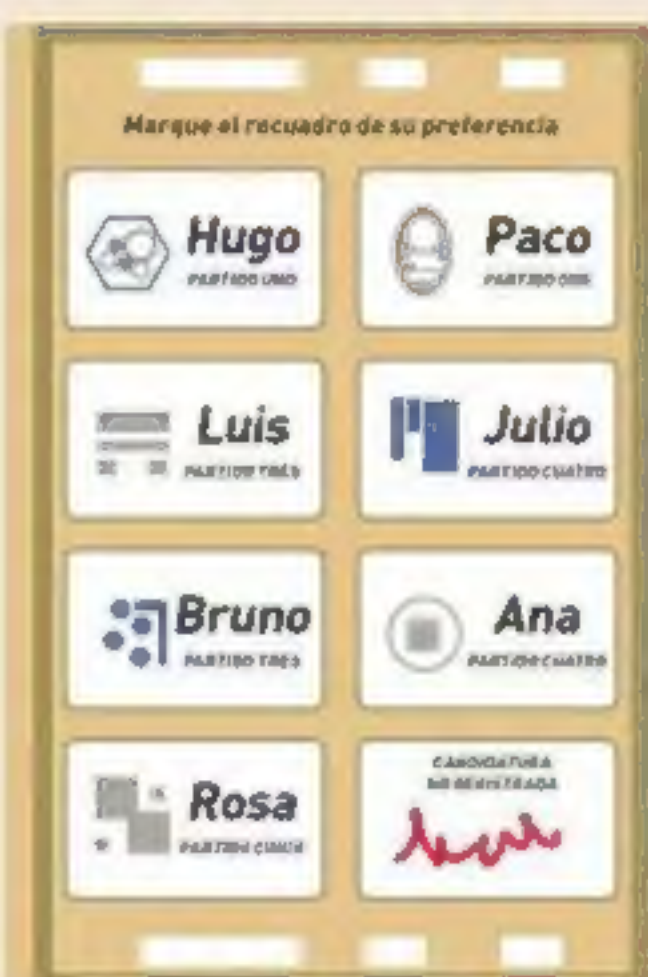 Marque el recuadro de su preferencia
Hugo
PARTIDO UNO
Paco
PARTIDO DOS
Luis
PARTIDO TRES
Julio
PARTIDO CUATRO
Bruno
PARTIDO TRES
Ana
PARTIDO CUATRO
Rosa
PARTIDO CINCO
CANDIDATURA
NO REGISTRADA